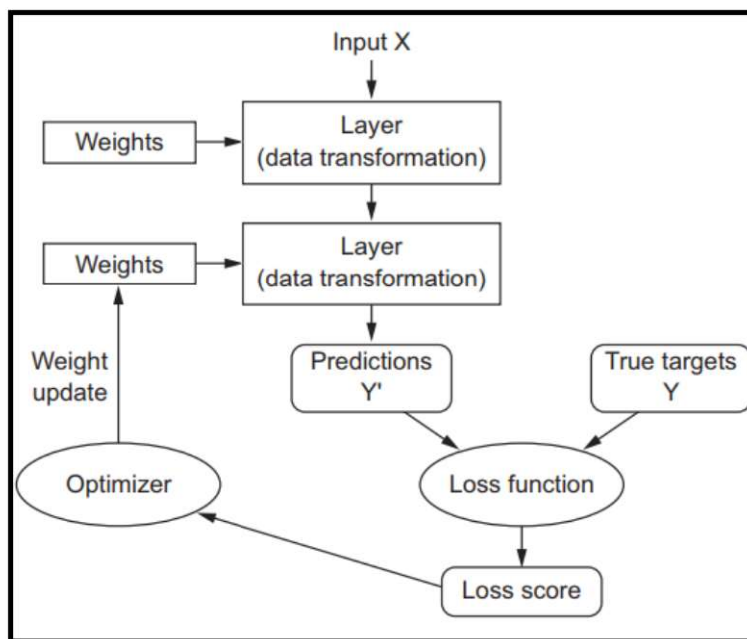 Input X
Weights
Layer
(data transformation)
Weights
Layer
(data transformation)
Weight
update
Predictions
Y'
True targets
Y
Optimizer
Loss function
Loss score